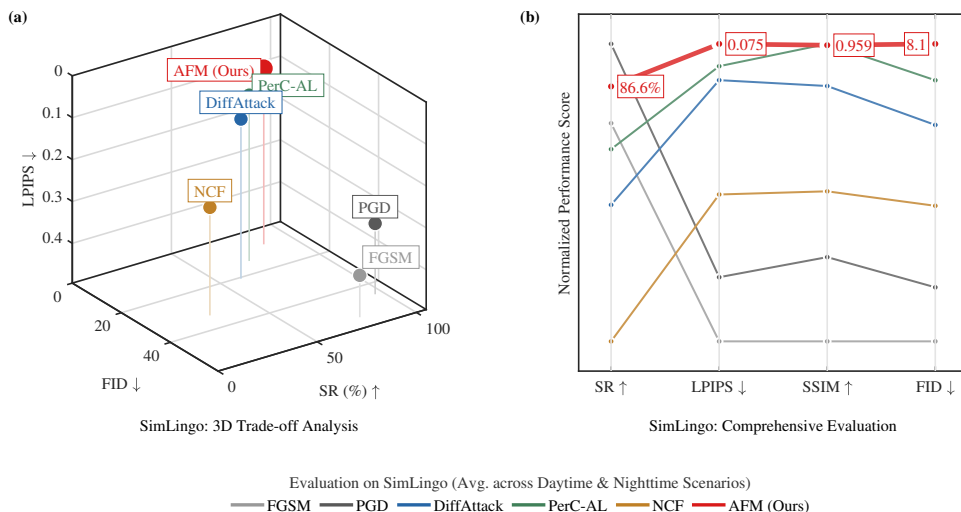 (a)
AFM (Ours)
PerC-AL
DiffAttack
NCF
PGD
FGSM
0
0.1
0.2
0.3
0.4
LPIPS ↓
0
20
40
FID ↓
0
50
100
SR (%) ↑
SimLingo: 3D Trade-off Analysis
(b)
Normalized Performance Score
86.6%
0.075
0.959
8.1
SR ↑
LPIPS ↓
SSIM ↑
FID ↓
SimLingo: Comprehensive Evaluation
Evaluation on SimLingo (Avg. across Daytime & Nighttime Scenarios)
FGSM PGD DiffAttack PerC-AL NCF AFM (Ours)